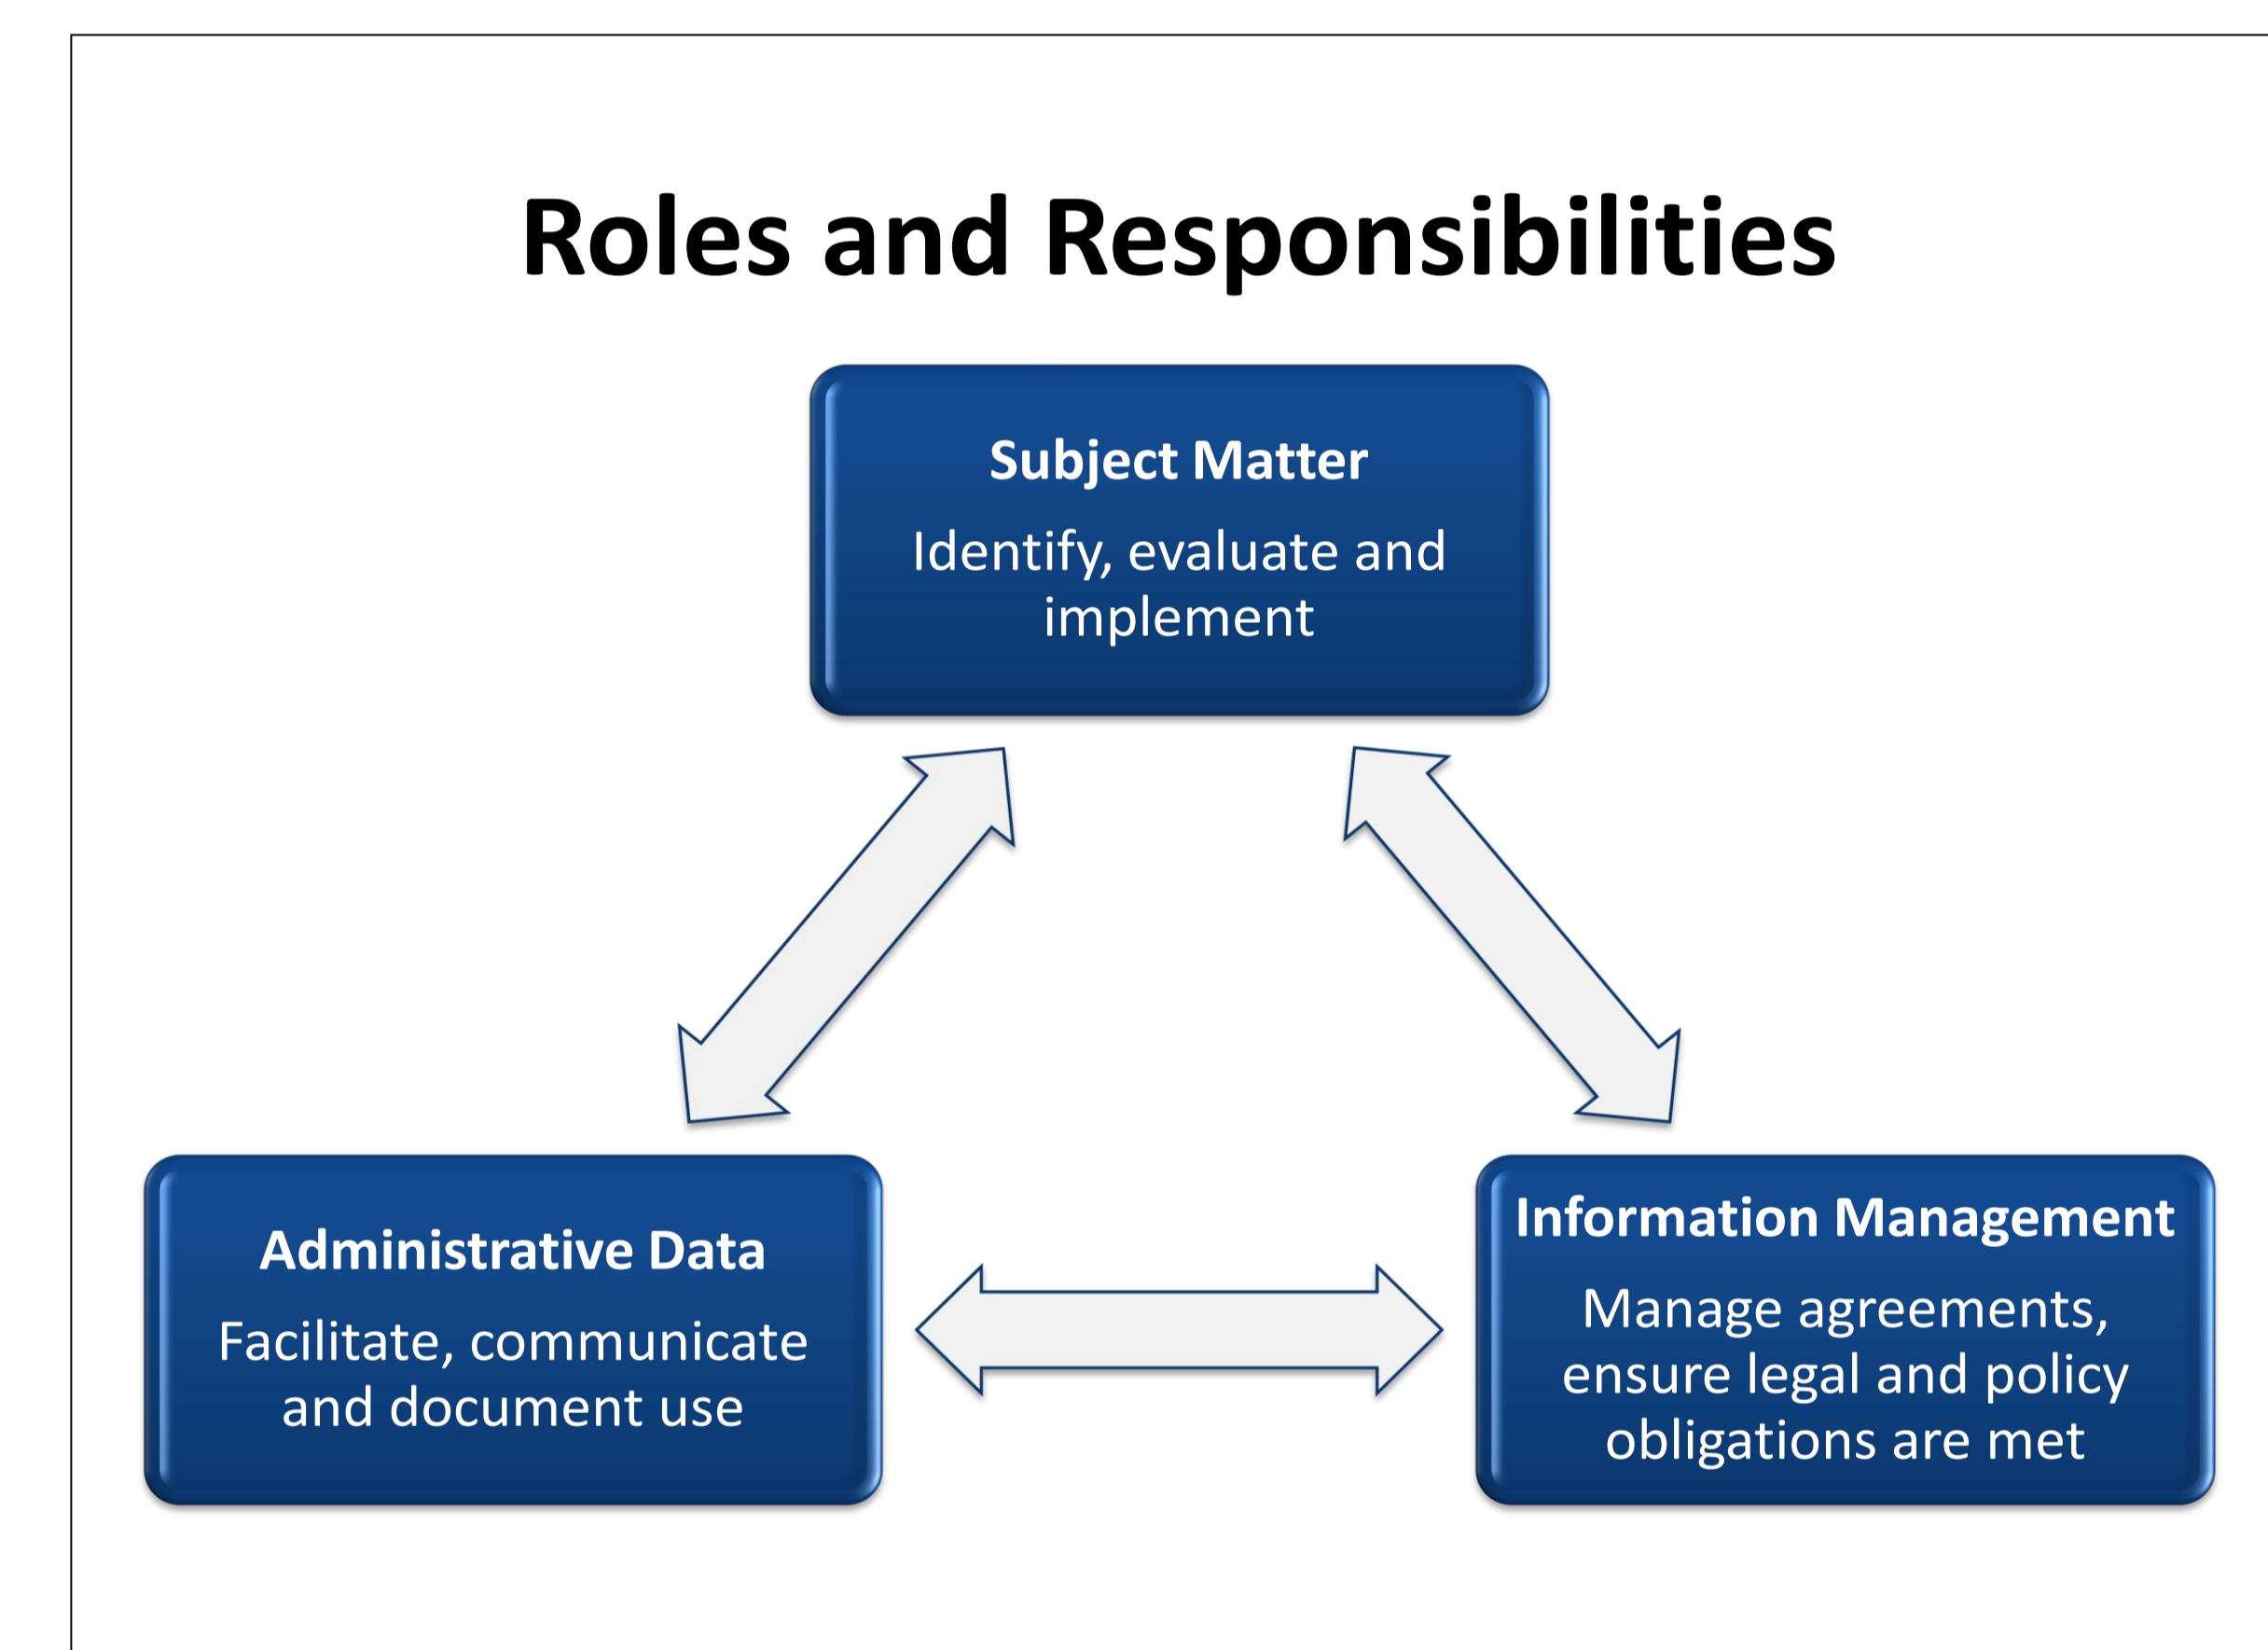 Roles and Responsibilities
Subject Matter
Identify, evaluate and
implement
Administrative Data
Facilitate, communicate
and document use
Information Management
Manage agreements,
ensure legal and policy
obligations are met